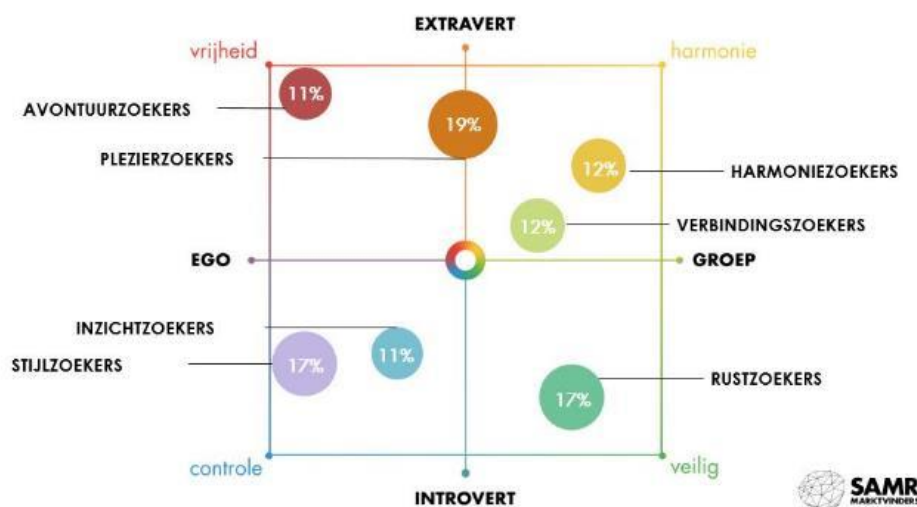 EXTRAVERT
vrijheid
harmonie
11%
AVONTUURZOEKERS
19%
PLEZIERZOEKERS
12%
HARMONIEZOEKERS
12%
VERBINDINGSZOEKERS
EGO
GROEP
INZICHTZOEKERS
11%
STIJLZOEKERS
17%
17%
RUSTZOEKERS
controle
veilig
INTROVERT
SAMR
MARKTVINDERS